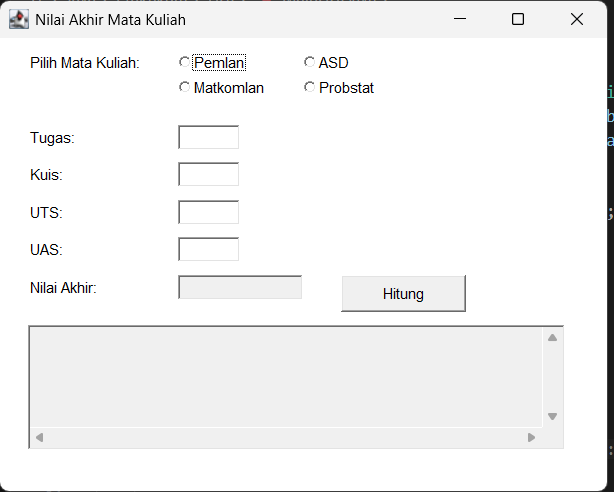 Nilai Akhir Mata Kuliah
Pilih Mata Kuliah: Pemlan ASD
Matkomlan Probstat
Tugas:
Kuis:
UTS:
UAS:
Nilai Akhir: Hitung